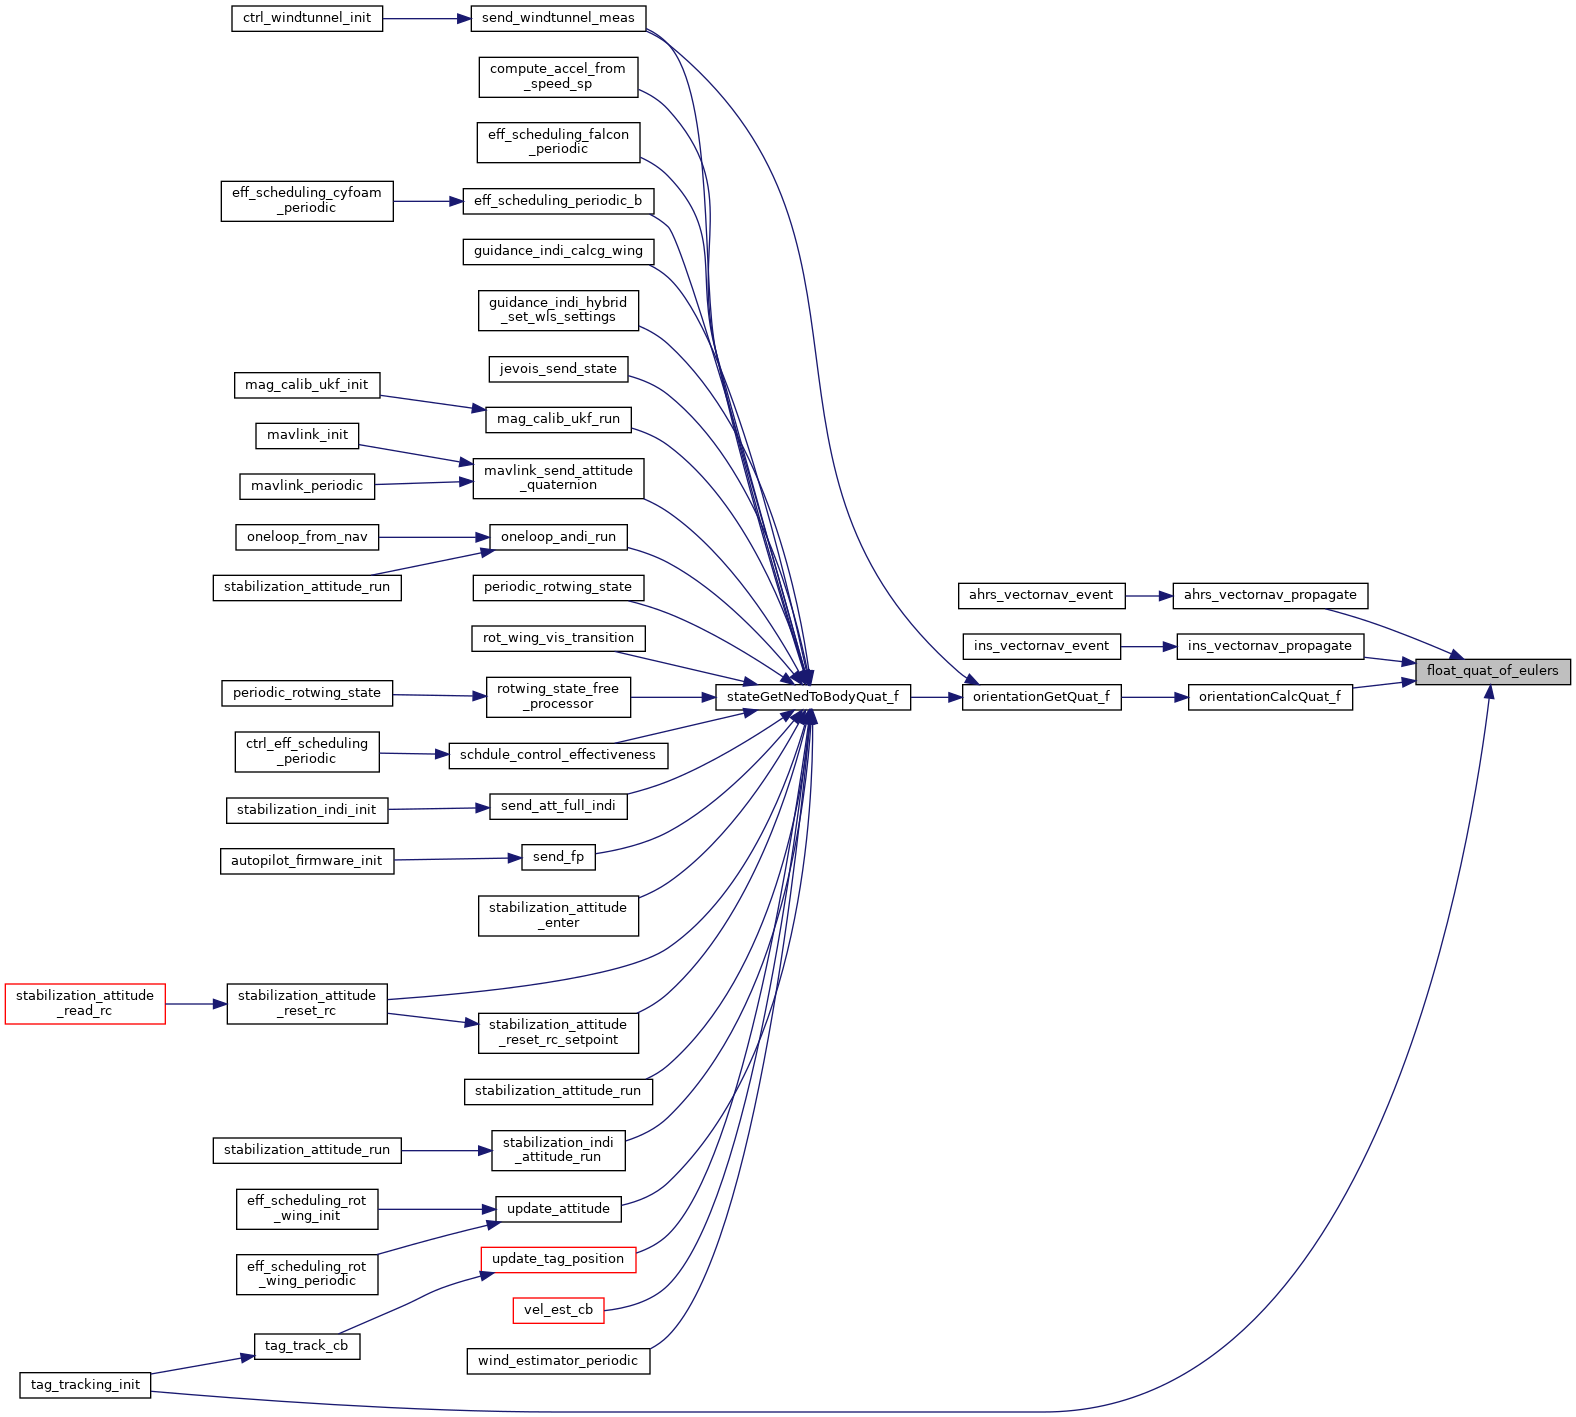 ctrl_windtunnel_init
send_windtunnel_meas
compute_accel_from
_speed_sp
eff_scheduling_falcon
_periodic
eff_scheduling_cyfoam
_periodic
eff_scheduling_periodic_b
guidance_indi_calcg_wing
guidance_indi_hybrid
_set_wls_settings
jevois_send_state
mag_calib_ukf_init
mag_calib_ukf_run
mavlink_init
mavlink_send_attitude
_quaternion
mavlink_periodic
oneloop_from_nav
oneloop_andi_run
stabilization_attitude_run
periodic_rotwing_state
rot_wing_vis_transition
periodic_rotwing_state
rotwing_state_free
_processor
stateGetNedToBodyQuat_f
orientationGetQuat_f
orientationCalcQuat_f
ahrs_vectornav_event
ahrs_vectornav_propagate
ins_vectornav_event
ins_vectornav_propagate
float_quat_of_eulers
ctrl_eff_scheduling
_periodic
schdule_control_effectiveness
stabilization_indi_init
send_att_full_indi
autopilot_firmware_init
send_fp
stabilization_attitude
_enter
stabilization_attitude
_read_rc
stabilization_attitude
_reset_rc
stabilization_attitude
_reset_rc_setpoint
stabilization_attitude_run
stabilization_attitude_run
stabilization_indi
_attitude_run
eff_scheduling_rot
_wing_init
update_attitude
eff_scheduling_rot
_wing_periodic
update_tag_position
vel_est_cb
tag_track_cb
wind_estimator_periodic
tag_tracking_init